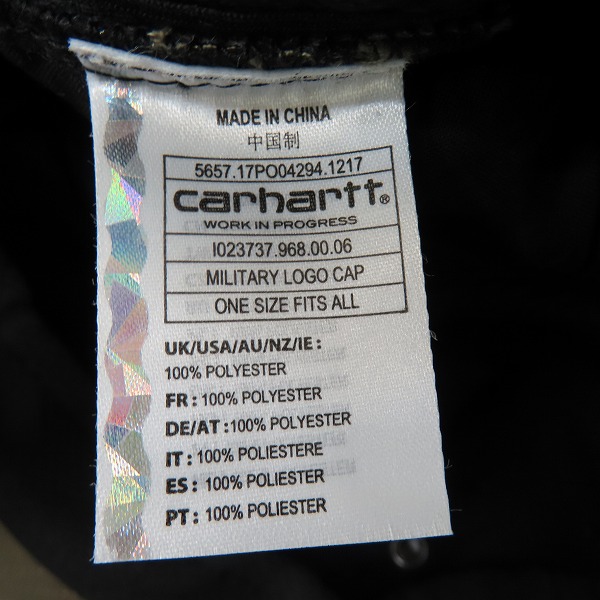 MADE IN CHINA
中国制
5657.17PO04294.1217
carhartt®
WORK IN PROGRESS
I023737.968.00.06
MILITARY LOGO CAP
ONE SIZE FITS ALL
UK/USA/AU/NZ/IE :
100% POLYESTER
FR : 100% POLYESTER
DE/AT :100% POLYESTER
IT : 100% POLIESTERE
ES : 100% POLIESTER
PT : 100% POLIESTER